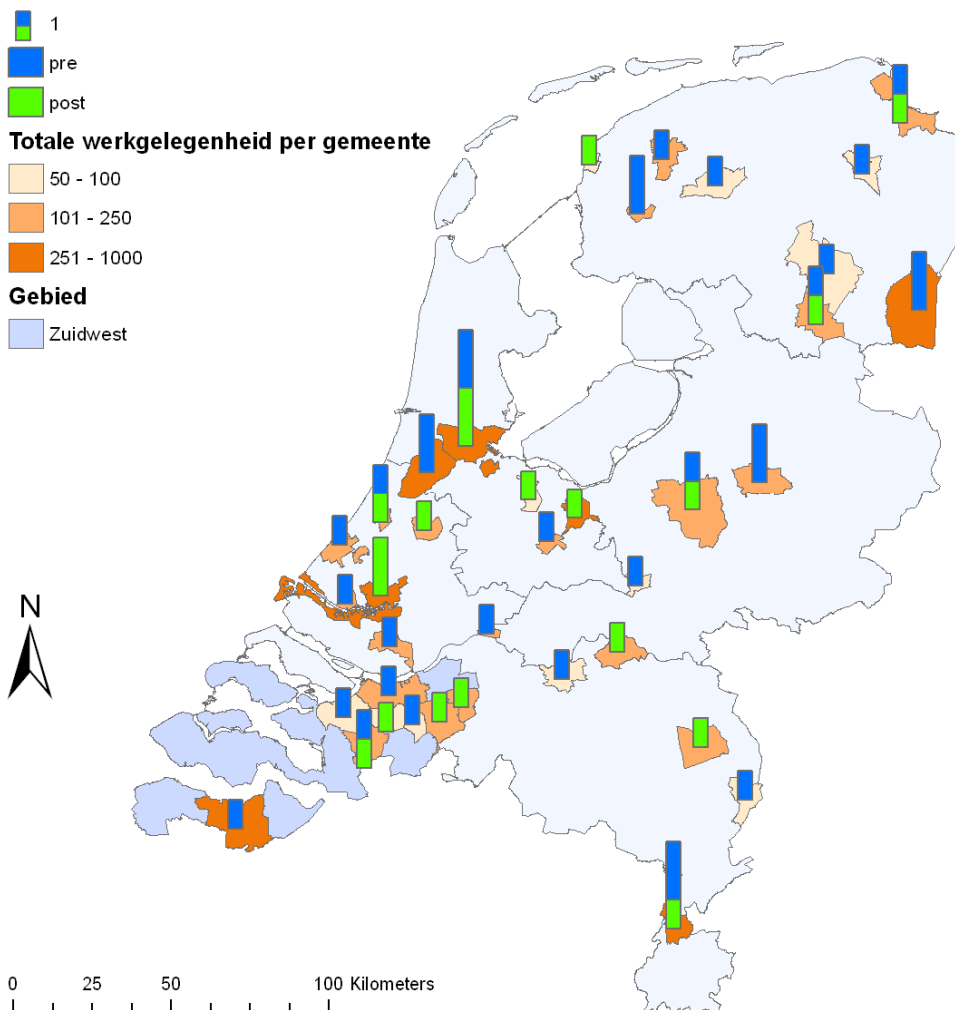 1
pre
post
Totale werkgelegenheid per gemeente
50 - 100
101 - 250
251 - 1000
Gebied
Zuidwest
N
0 25 50 100 Kilometers